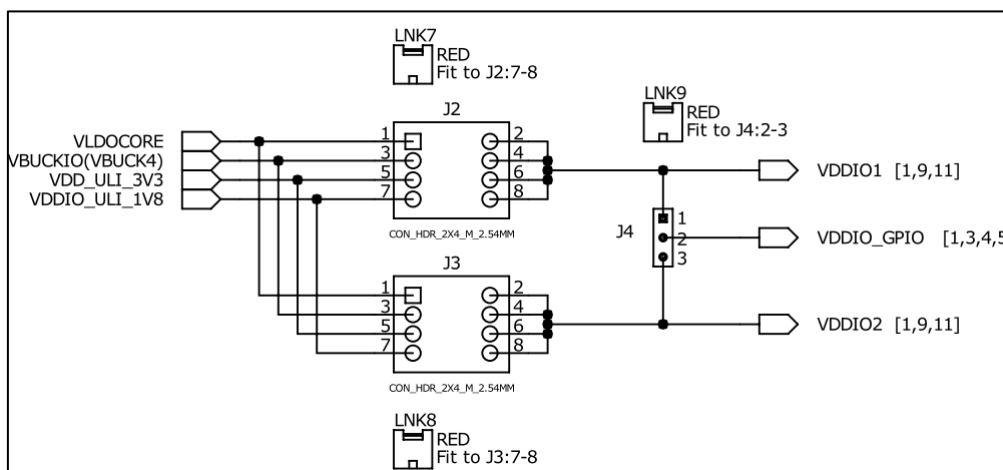 LNK7
RED
Fit to J2:7-8
J2
LNK9
RED
Fit to J4:2-3
VLDOCORE
1
2
VBUCKIO(VBUCK4)
3
4
VDD_ULI_3V3
5
6
VDDIO_ULI_1V8
7
8
VDDIO1 [1,9,11]
CON_HDR_2X4_M_2.54MM
J4
1
2
3
VDDIO_GPIO [1,3,4,5
J3
1
2
3
4
5
6
7
8
VDDIO2 [1,9,11]
CON_HDR_2X4_M_2.54MM
LNK8
RED
Fit to J3:7-8